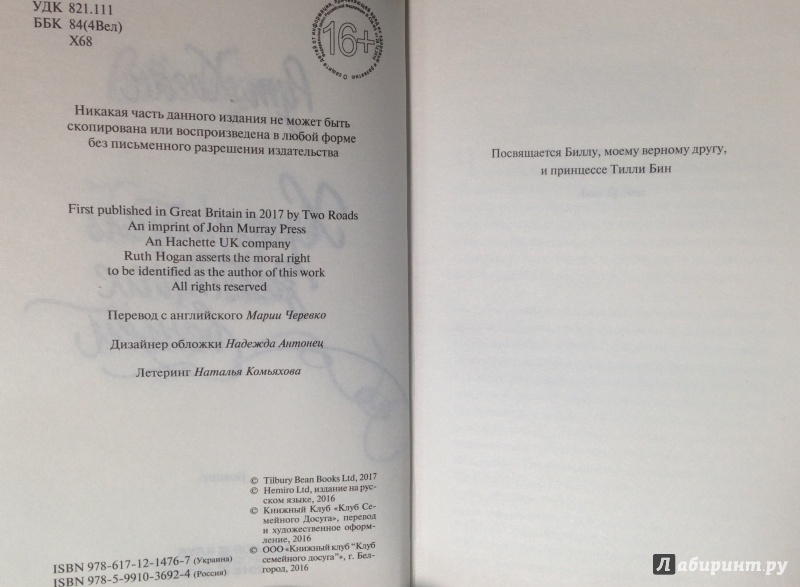 УДК 821.111
ББК 84(4Вел)
Х68
16+
Никакая часть данного издания не может быть
скопирована или воспроизведена в любой форме
без письменного разрешения издательства
First published in Great Britain in 2017 by Two Roads
An imprint of John Murray Press
An Hachette UK company
Ruth Hogan asserts the moral right
to be identified as the author of this work
All rights reserved
Перевод с английского Марии Черевко
Дизайнер обложки Надежда Антонец
Летеринг Наталья Комьяхова
© Tilbury Bean Books Ltd, 2017
© Hemiro Ltd, издание на рус-
ском языке, 2016
© Книжный Клуб «Клуб Се-
мейного Досуга», перевод
и художественное оформ-
ление, 2016
© ООО «Книжный клуб "Клуб
семейного досуга"», г. Бел-
город, 2016
ISBN 978-617-12-1476-7 (Украина)
ISBN 978-5-9910-3692-4 (Россия)
Посвящается Биллу, моему верному другу,
и принцессе Тилли Бин
Лабиринт.ру